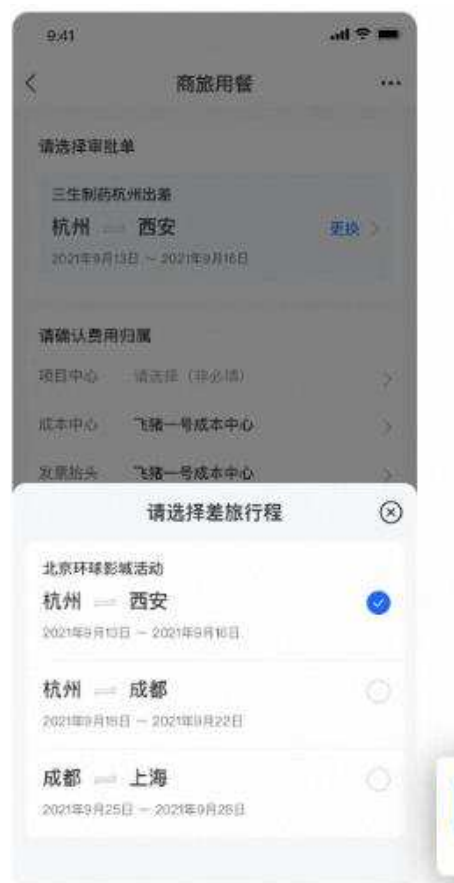 9:41
商旅用餐
请选择审批单
三生制药杭州出差
杭州 西安
更换
2021年9月13日 ~ 2021年9月16日
请确认费用归属
项目中心 请选择（非必填）
成本中心 飞猪一号成本中心
发票抬头 飞猪一号成本中心
请选择差旅行程
北京环球影城活动
杭州 西安
2021年9月13日 ~ 2021年9月16日
杭州 成都
2021年9月18日 ~ 2021年9月22日
成都 上海
2021年9月25日 ~ 2021年9月28日